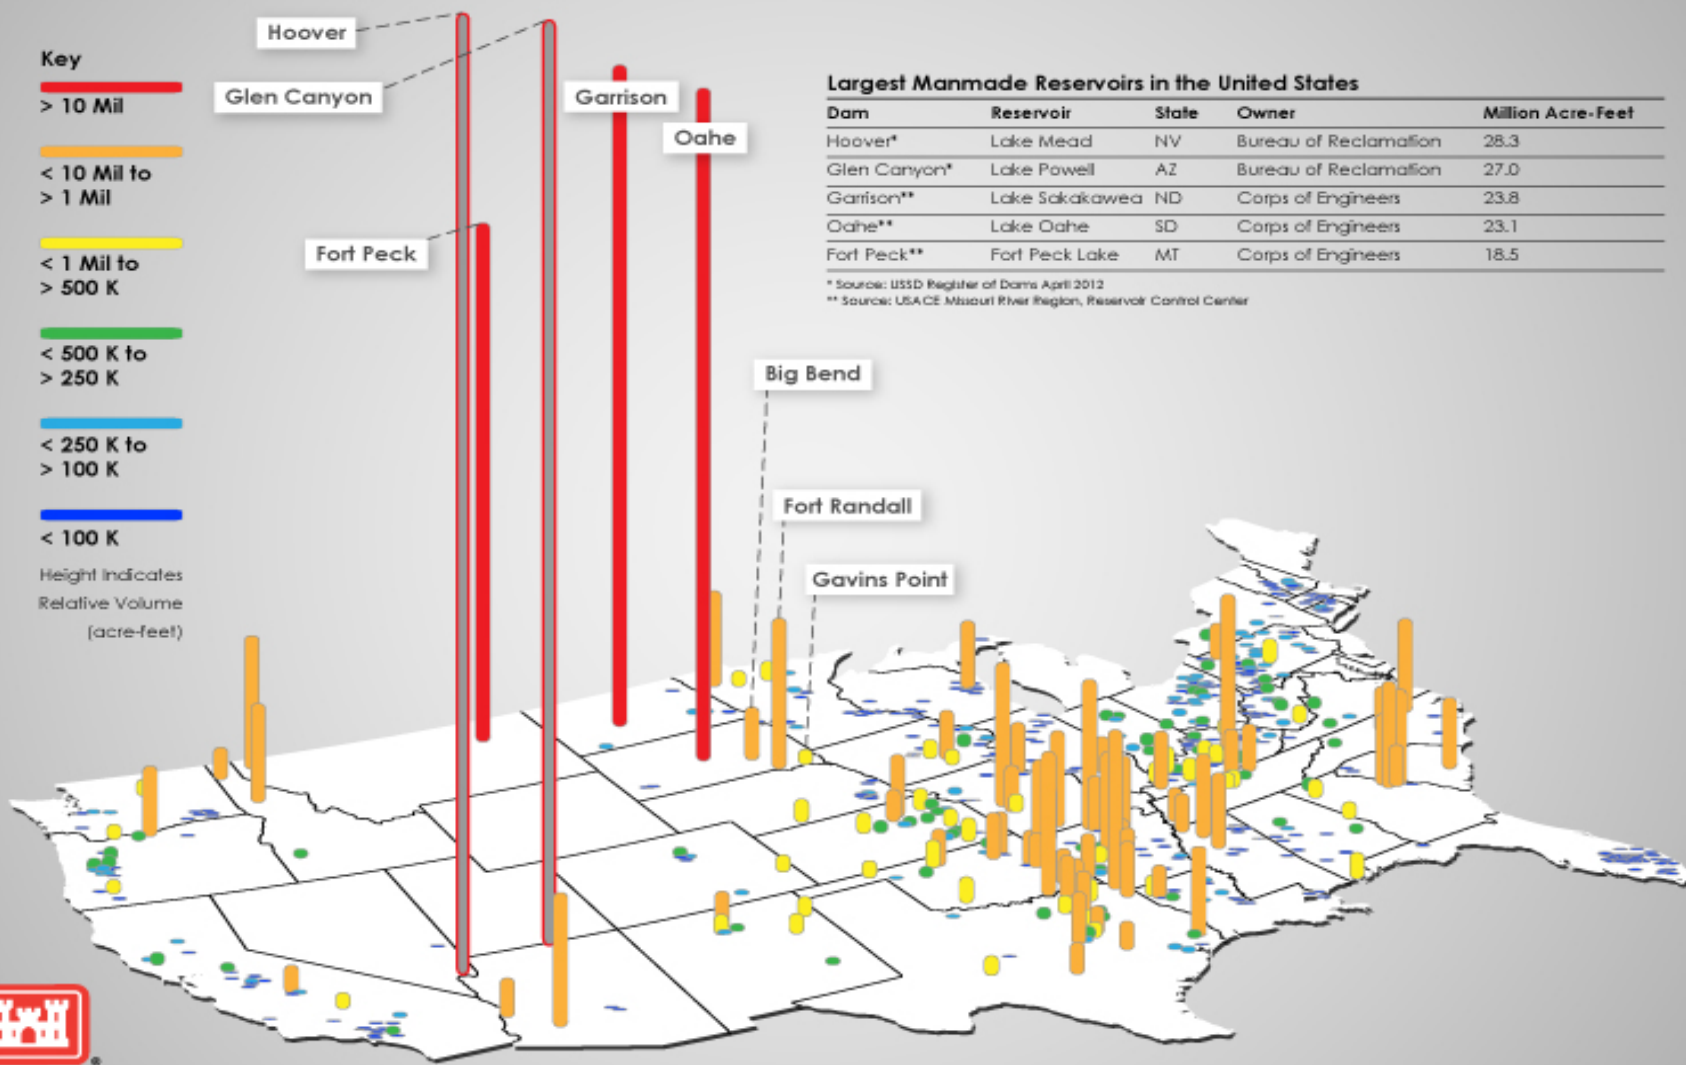 Hoover
Glen Canyon
Garrison
Oahe
Fort Peck
Key
> 10 Mil
< 10 Mil to
> 1 Mil
< 1 Mil to
> 500 K
< 500 K to
> 250 K
< 250 K to
> 100 K
< 100 K
Height Indicates
Relative Volume
(acre-feet)
Largest Manmade Reservoirs in the United States
Dam Reservoir State Owner Million Acre-Feet
Hoover* Lake Mead NV Bureau of Reclamation 28.3
Glen Canyon* Lake Powell AZ Bureau of Reclamation 27.0
Garrison** Lake Sakakawea ND Corps of Engineers 23.8
Oahe** Lake Oahe SD Corps of Engineers 23.1
Fort Peck** Fort Peck Lake MT Corps of Engineers 18.5
* Source: USSD Register of Dams April 2012
** Source: USACE Missouri River Region, Reservoir Control Center
Big Bend
Fort Randall
Gavins Point
®